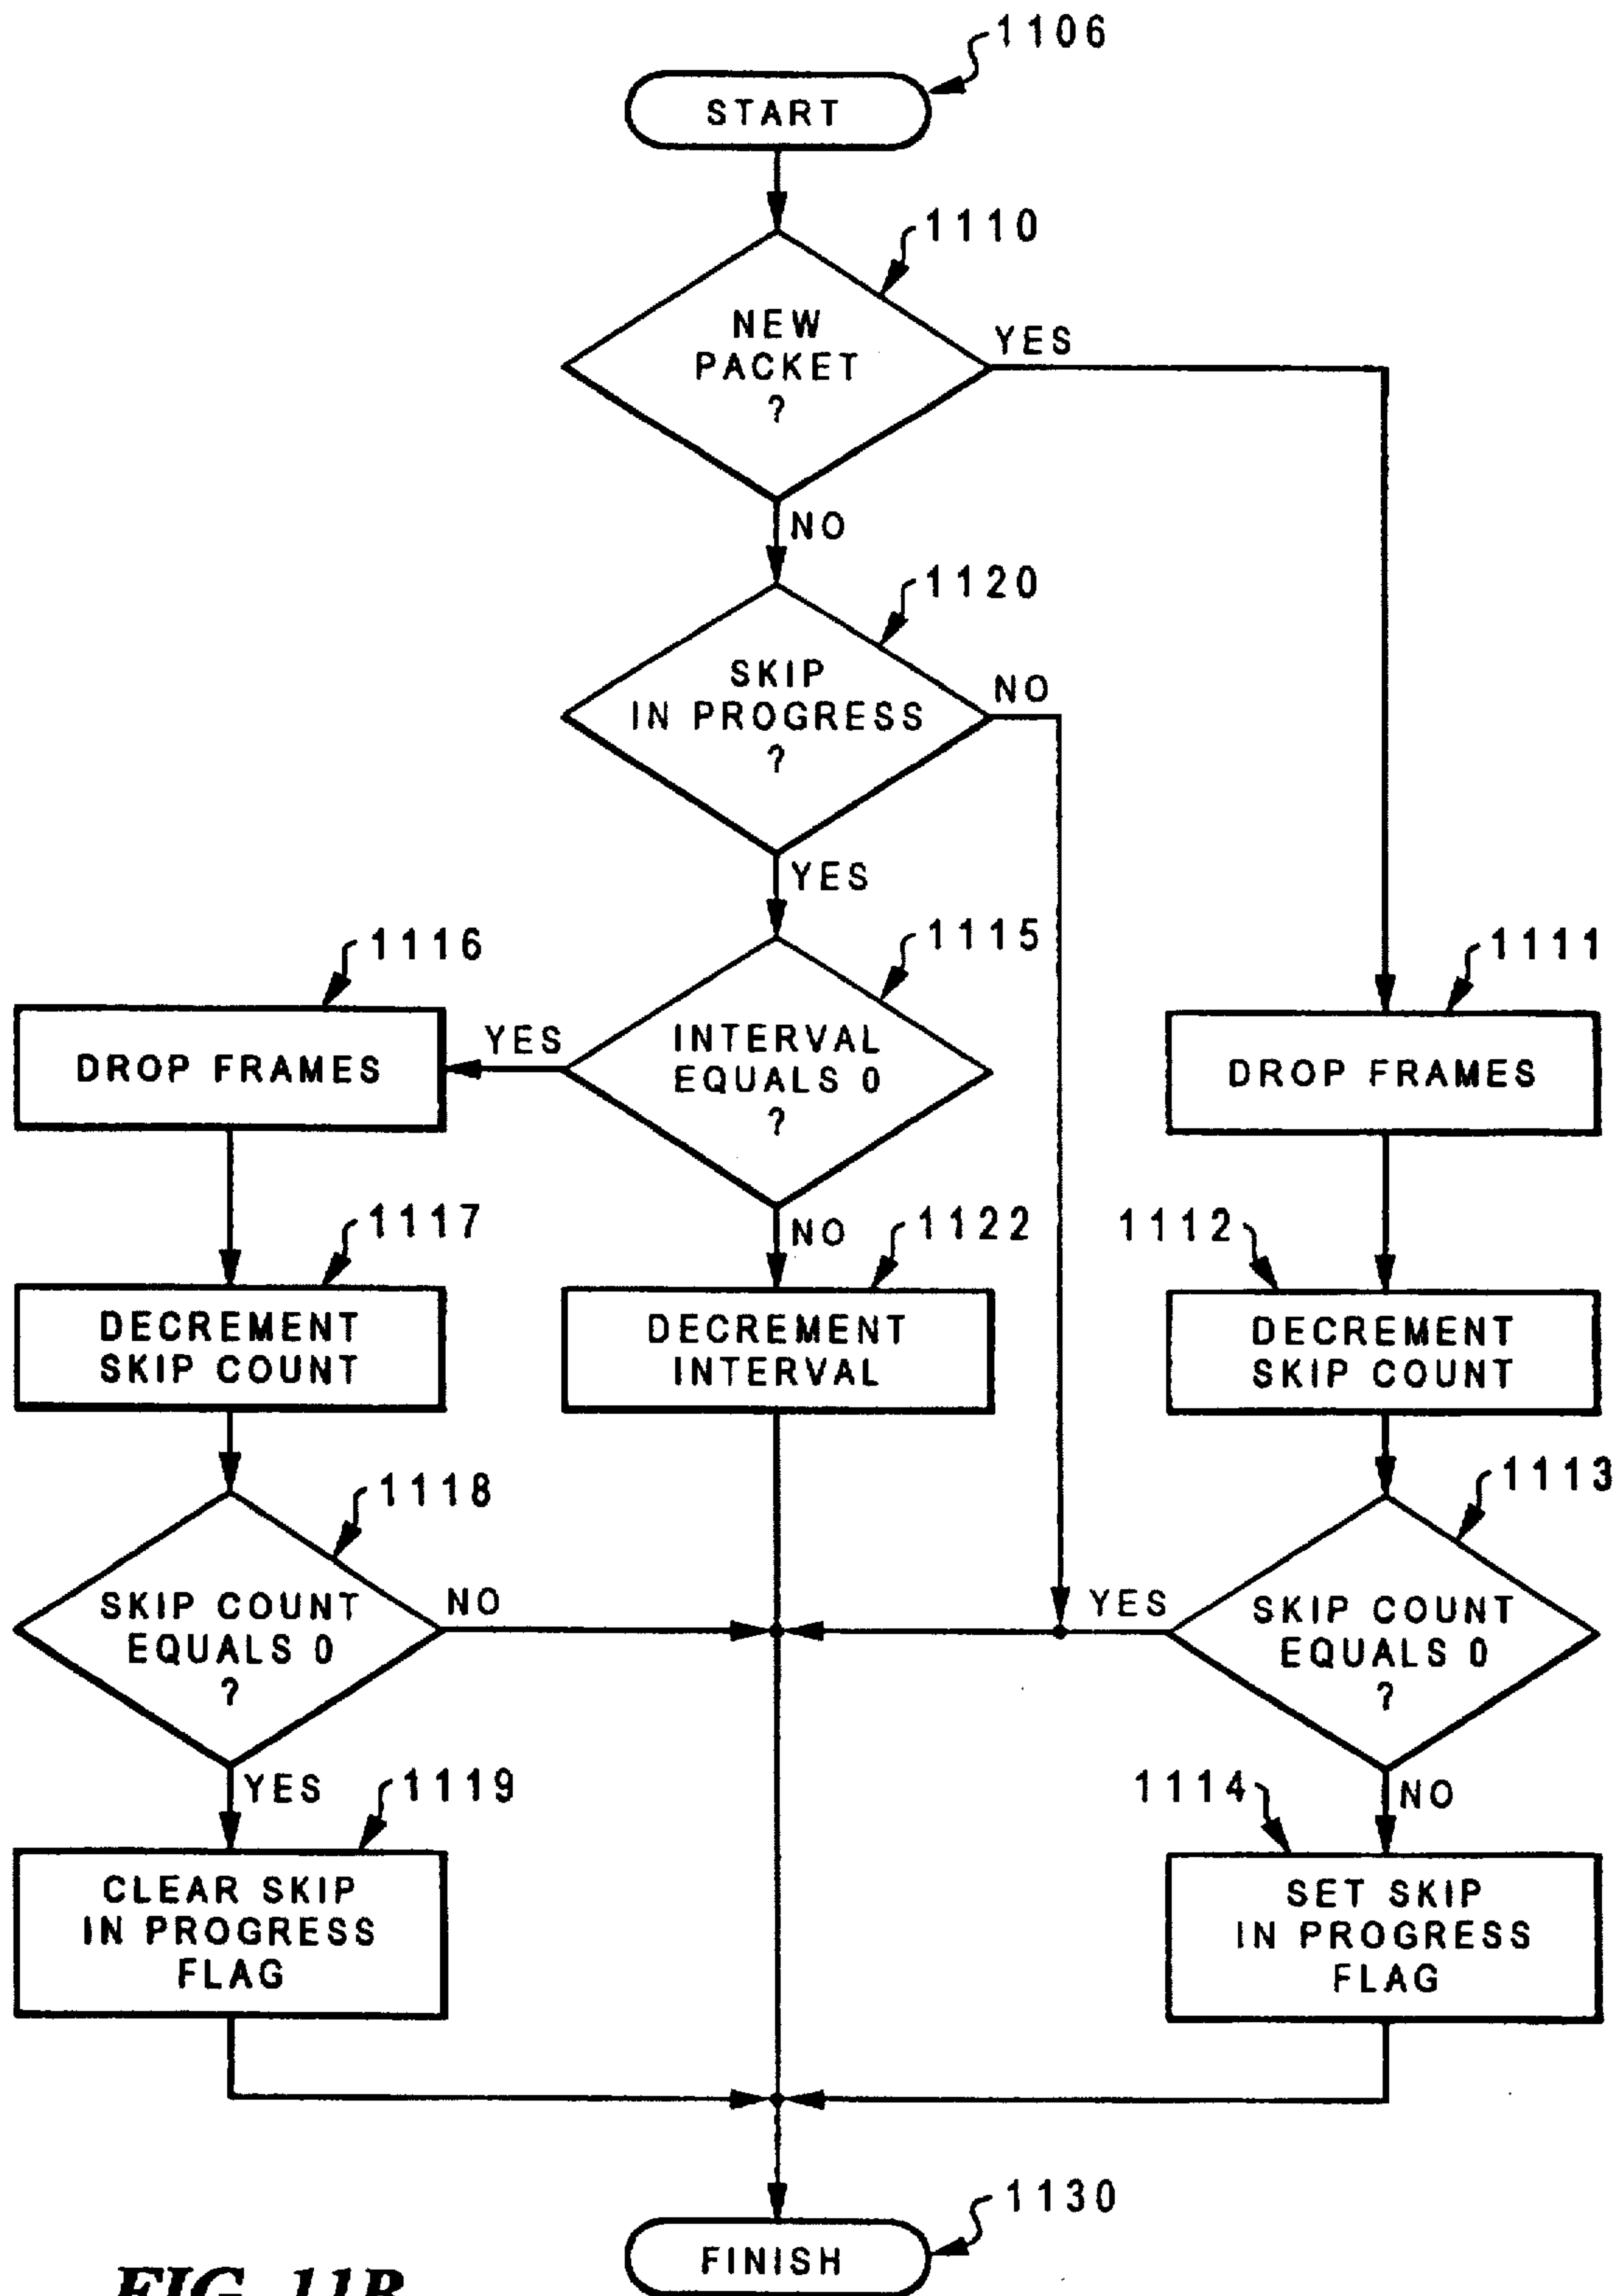 1106
START
1110
NEW
PACKET
?
YES
NO
1120
SKIP
IN PROGRESS
?
NO
YES
1116
1115
1111
DROP FRAMES
YES
INTERVAL
EQUALS 0
?
DROP FRAMES
1117
NO
1122
1112
DECREMENT
SKIP COUNT
DECREMENT
INTERVAL
DECREMENT
SKIP COUNT
1118
1113
SKIP COUNT
EQUALS 0
?
NO
YES
SKIP COUNT
EQUALS 0
?
YES
1119
1114
NO
CLEAR SKIP
IN PROGRESS
FLAG
SET SKIP
IN PROGRESS
FLAG
1130
FINISH
FIG. 11B